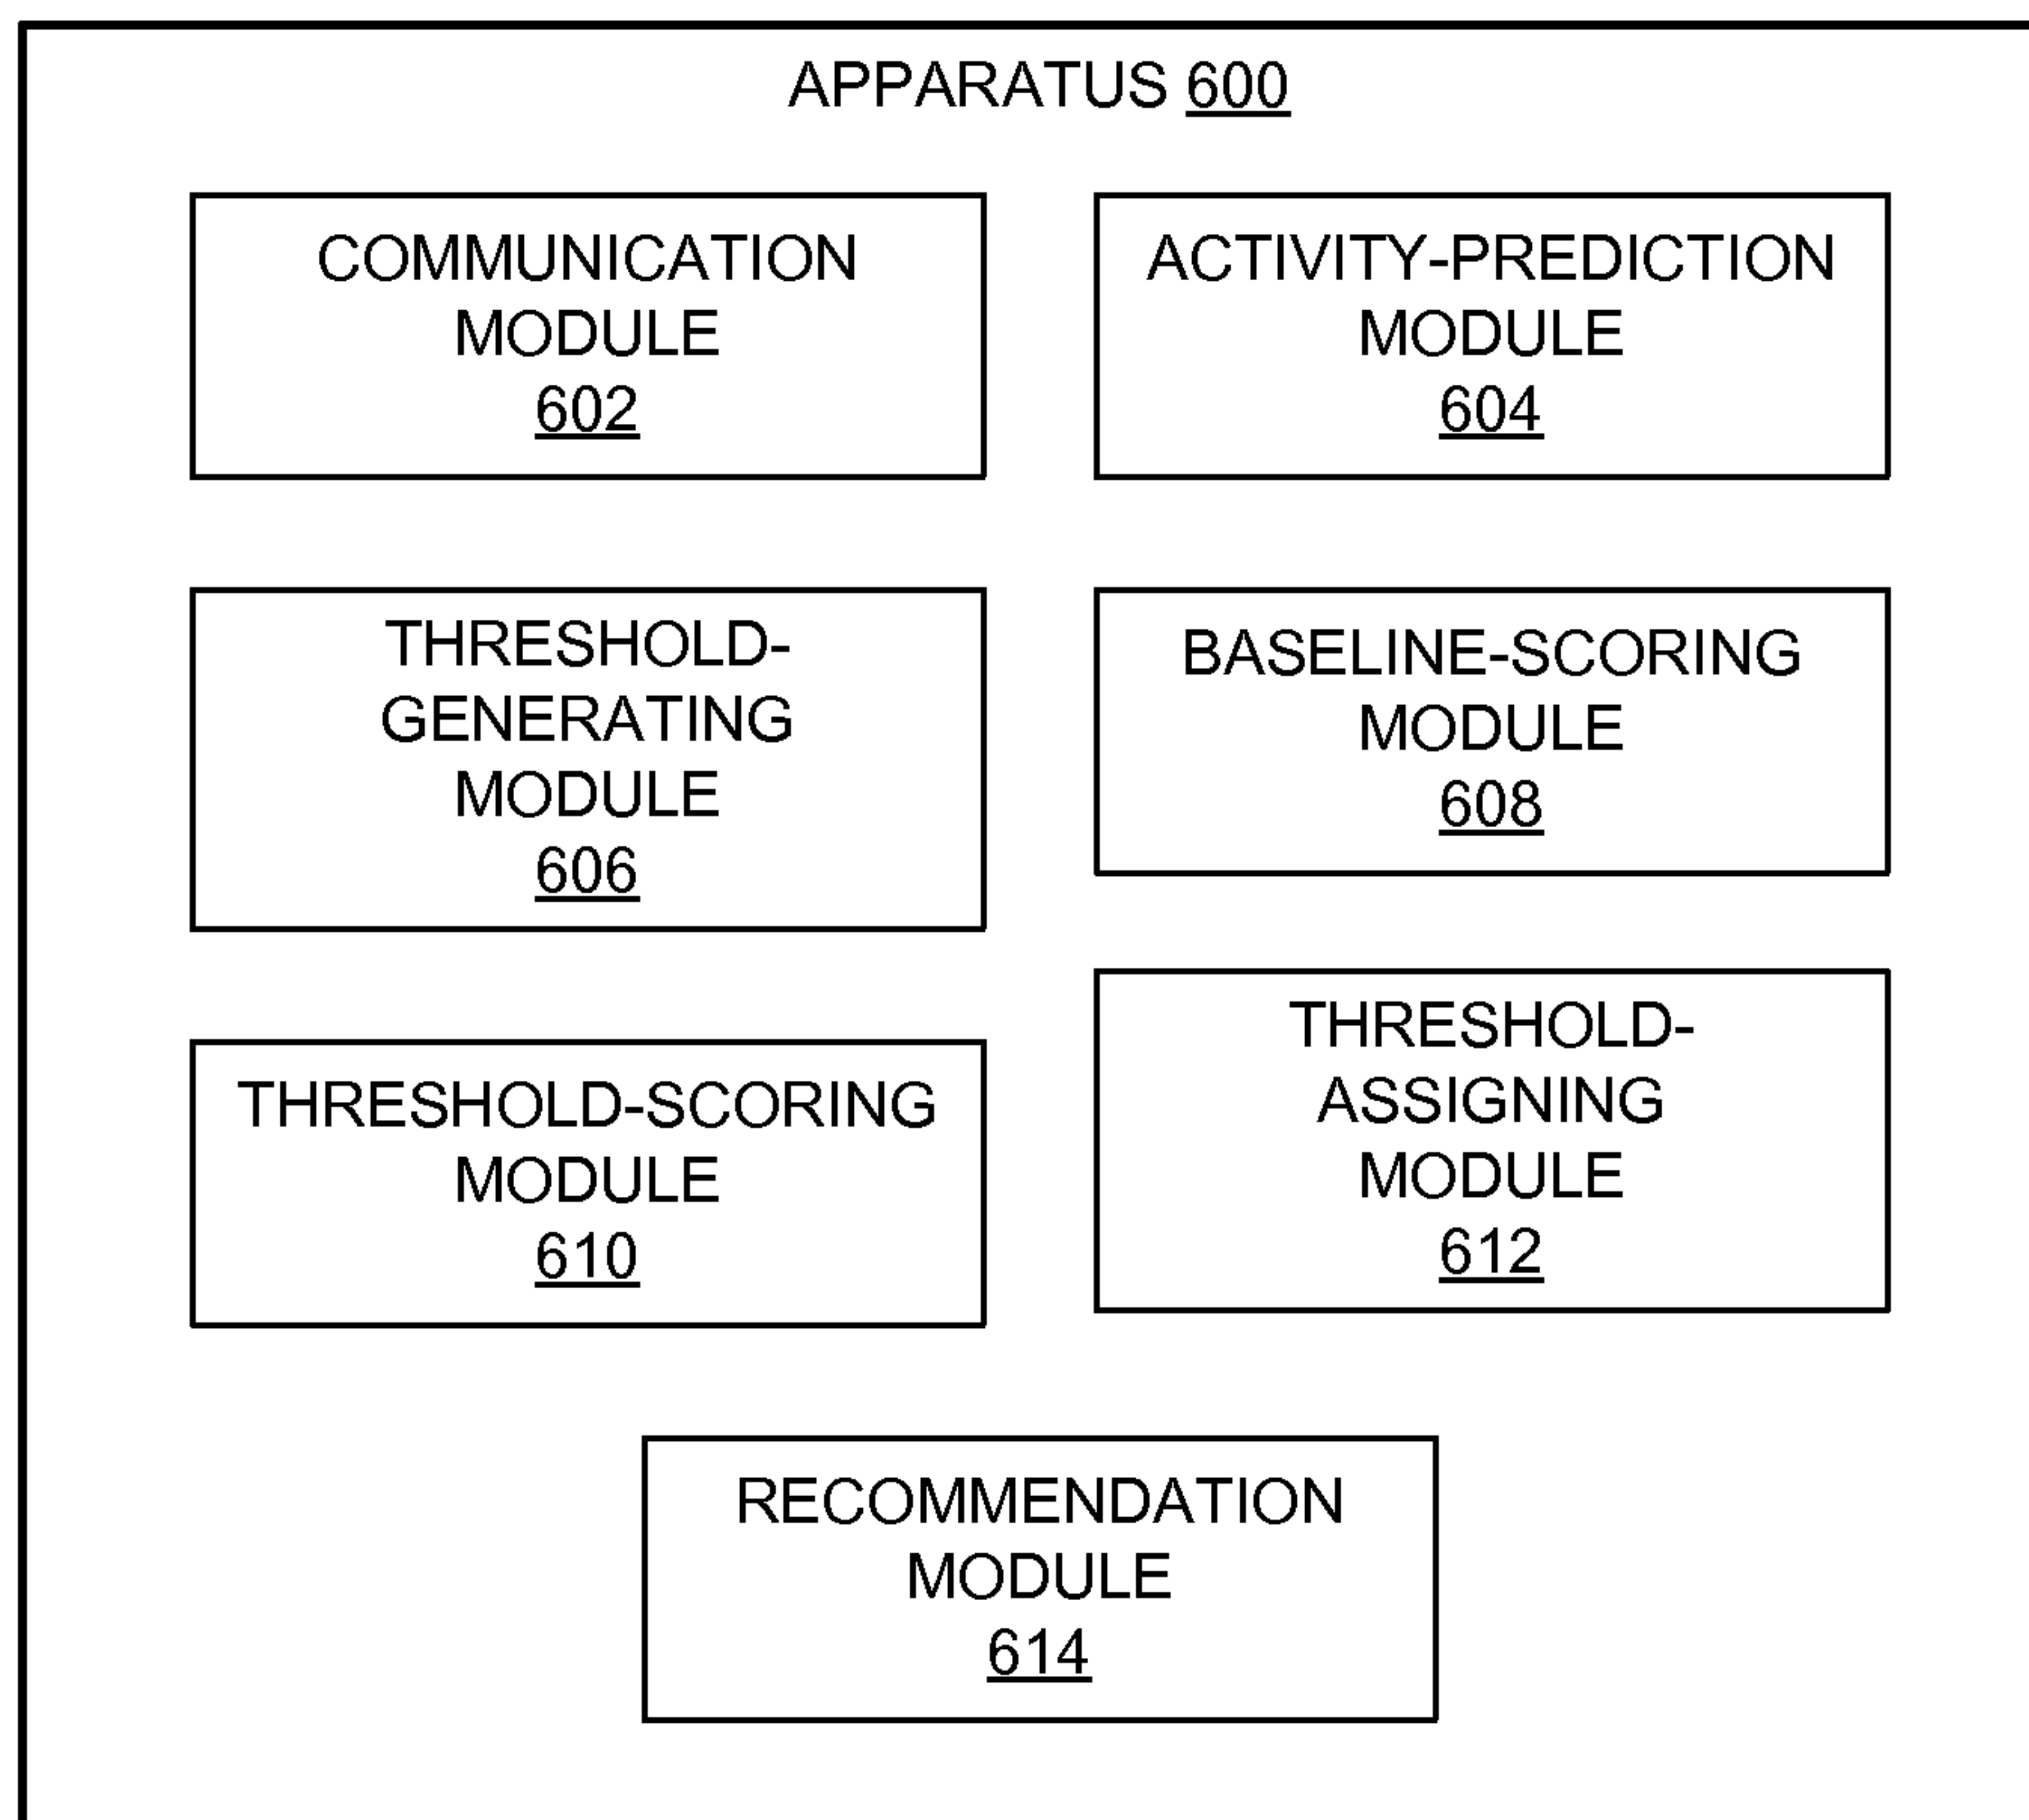 APPARATUS 600
COMMUNICATION
MODULE
602
ACTIVITY-PREDICTION
MODULE
604
THRESHOLD-
GENERATING
MODULE
606
BASELINE-SCORING
MODULE
608
THRESHOLD-SCORING
MODULE
610
THRESHOLD-
ASSIGNING
MODULE
612
RECOMMENDATION
MODULE
614